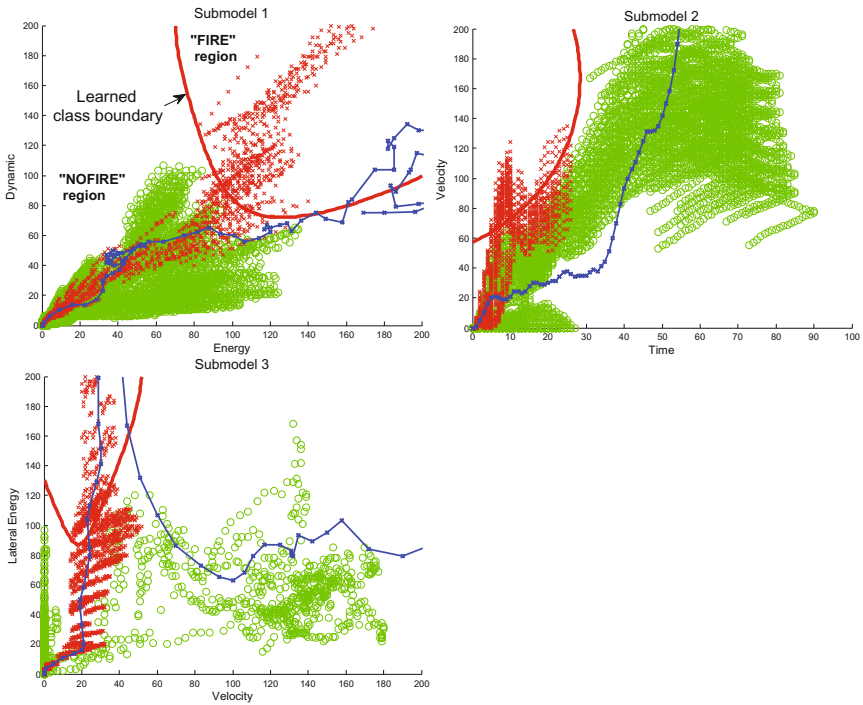 Submodel 1
200
180
160
140
120
100
80
60
40
20
0
Dynamic
"FIRE"
region
Learned
class boundary
"NOFIRE"
region
0 20 40 60 80 100 120 140 160 180 200
Energy
Submodel 2
200
180
160
140
120
100
80
60
40
20
0
Velocity
0 10 20 30 40 50 60 70 80 90 100
Time
Submodel 3
200
180
160
140
120
100
80
60
40
20
0
Lateral Energy
0 20 40 60 80 100 120 140 160 180 200
Velocity